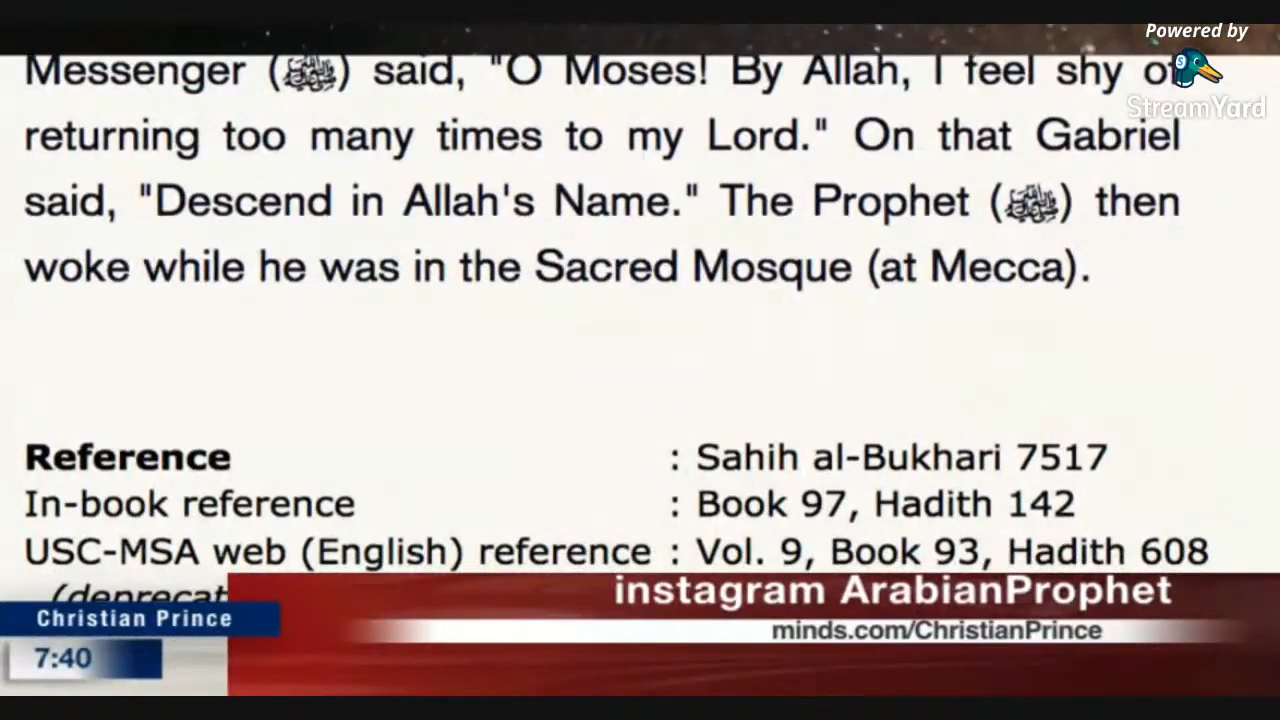 Powered by
StreamYard
Messenger (ﷺ) said, "O Moses! By Allah, I feel shy of
returning too many times to my Lord." On that Gabriel
said, "Descend in Allah's Name." The Prophet (ﷺ) then
woke while he was in the Sacred Mosque (at Mecca).
Reference : Sahih al-Bukhari 7517
In-book reference : Book 97, Hadith 142
USC-MSA web (English) reference : Vol. 9, Book 93, Hadith 608
(deprecat
instagram ArabianProphet
Christian Prince
minds.com/ChristianPrince
7:40